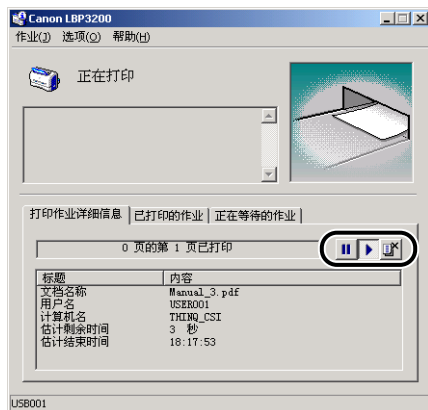 Canon LBP3200
作业(J) 选项(O) 帮助(H)
正在打印
打印作业详细信息 已打印的作业 正在等待的作业
0 页的第 1 页已打印
标题 内容
文档名称 Manual_3.pdf
用户名 USER001
计算机名 THINQ_CSI
估计剩余时间 3 秒
估计结束时间 18:17:53
USB001